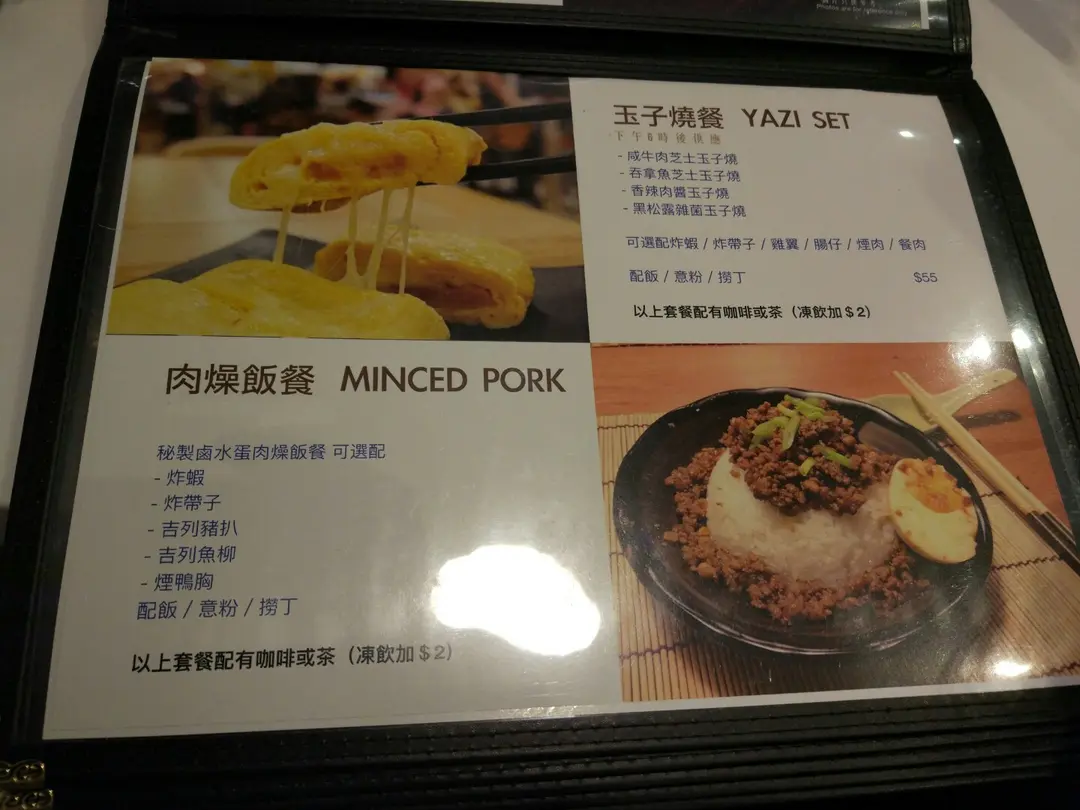 Photos are for reference only
玉子燒餐 YAZI SET
下午6時後供應
- 咸牛肉芝士玉子燒
- 吞拿魚芝士玉子燒
- 香辣肉醬玉子燒
- 黑松露雜菌玉子燒
可選配炸蝦 / 炸帶子 / 雞翼 / 腸仔 / 煙肉 / 餐肉
配飯 / 意粉 / 撈丁 $55
以上套餐配有咖啡或茶（凍飲加$2）
肉燥飯餐 MINCED PORK
秘製鹵水蛋肉燥飯餐 可選配
- 炸蝦
- 炸帶子
- 吉列豬扒
- 吉列魚柳
- 煙鴨胸
配飯 / 意粉 / 撈丁
以上套餐配有咖啡或茶（凍飲加$2）